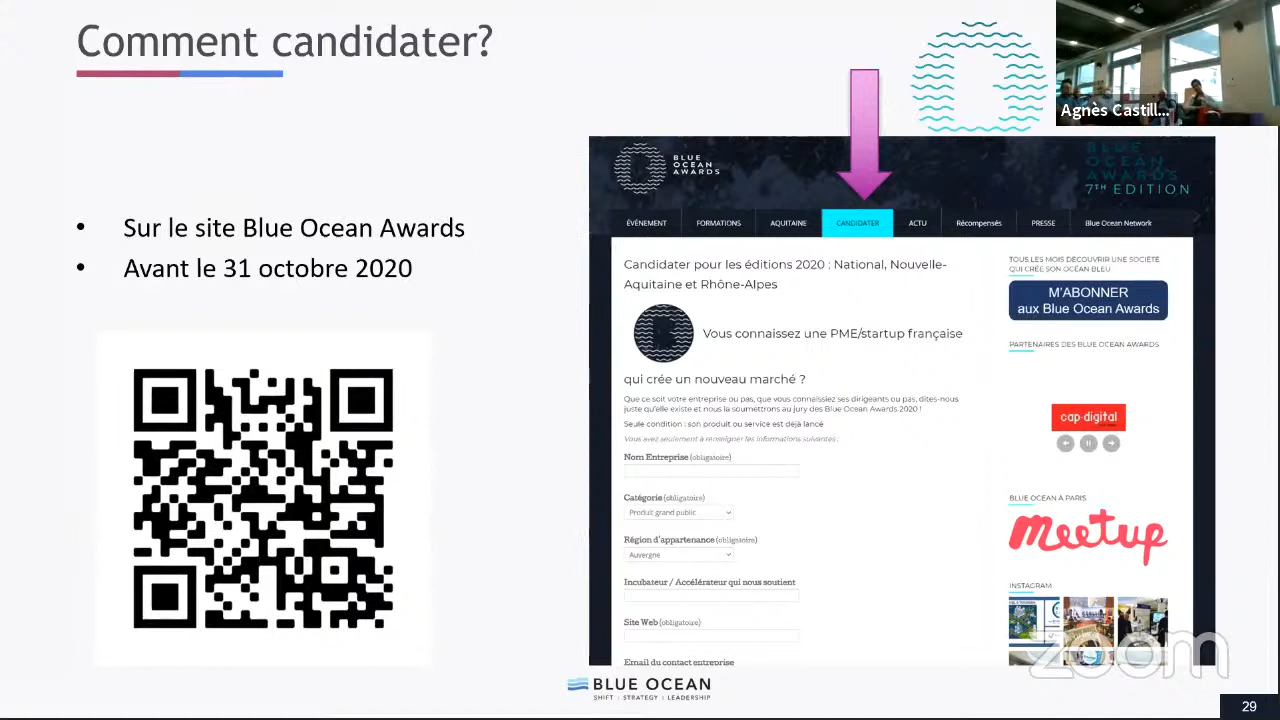 Comment candidater?
Agnès Castill...
• Sur le site Blue Ocean Awards
• Avant le 31 octobre 2020
BLUE
OCEAN
AWARDS
BLUE
OCEAN
AWARDS
7TH EDITION
ÉVÉNEMENT
FORMATIONS
AQUITAINE
CANDIDATER
ACTU
Récompensés
PRESSE
Blue Ocean Network
Candidater pour les éditions 2020 : National, Nouvelle-
Aquitaine et Rhône-Alpes
Vous connaissez une PME/startup française
qui crée un nouveau marché ?
Que ce soit votre entreprise ou pas, que vous connaissiez ses dirigeants ou pas, dites-nous
juste qu'elle existe et nous la soumettrons au jury des Blue Ocean Awards 2020 !
Seule condition : son produit ou service est déjà lancé
Vous avez seulement à renseigner les informations suivantes :
Nom Entreprise (obligatoire)
Catégorie (obligatoire)
Produit grand public
Région d'appartenance (obligatoire)
Auvergne
Incubateur / Accélérateur qui nous soutient
Site Web (obligatoire)
Email du contact entreprise
TOUS LES MOIS DÉCOUVRIR UNE SOCIÉTÉ
QUI CRÉE SON OCÉAN BLEU
M'ABONNER
aux Blue Ocean Awards
PARTENAIRES DES BLUE OCEAN AWARDS
cap-digital
BLUE OCEAN À PARIS
meetup
INSTAGRAM
zoom
BLUE OCEAN
SHIFT | STRATEGY | LEADERSHIP
29